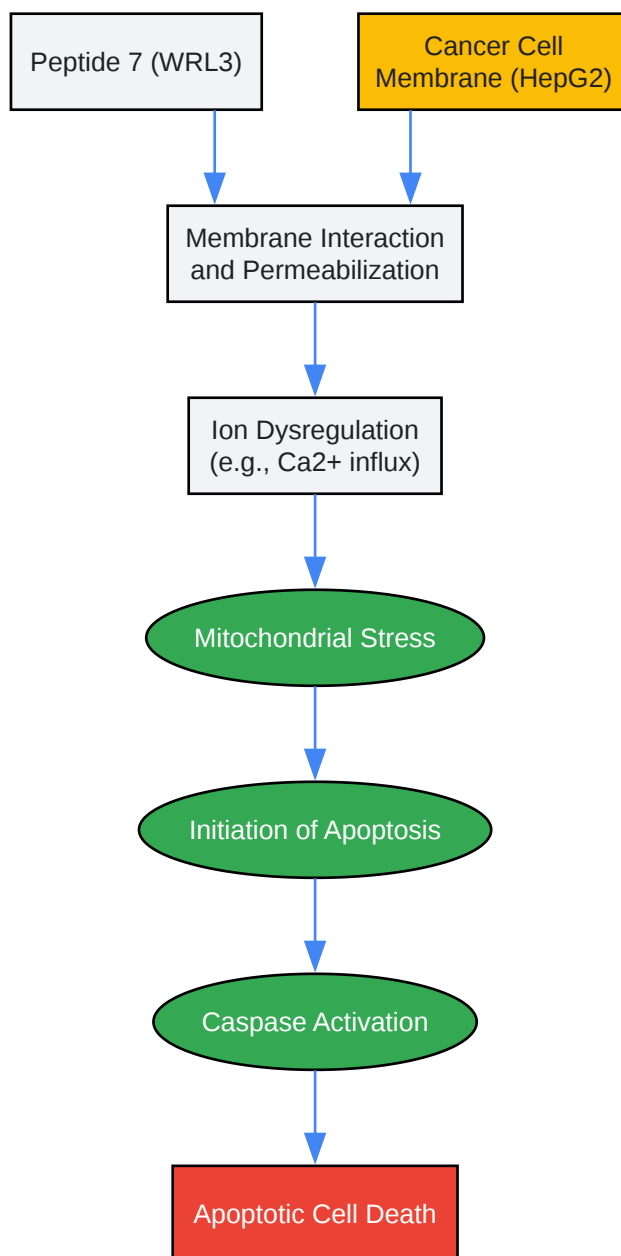 Peptide 7 (WRL3)
Cancer Cell
Membrane (HepG2)
Membrane Interaction
and Permeabilization
Ion Dysregulation
(e.g., Ca2+ influx)
Mitochondrial Stress
Initiation of Apoptosis
Caspase Activation
Apoptotic Cell Death